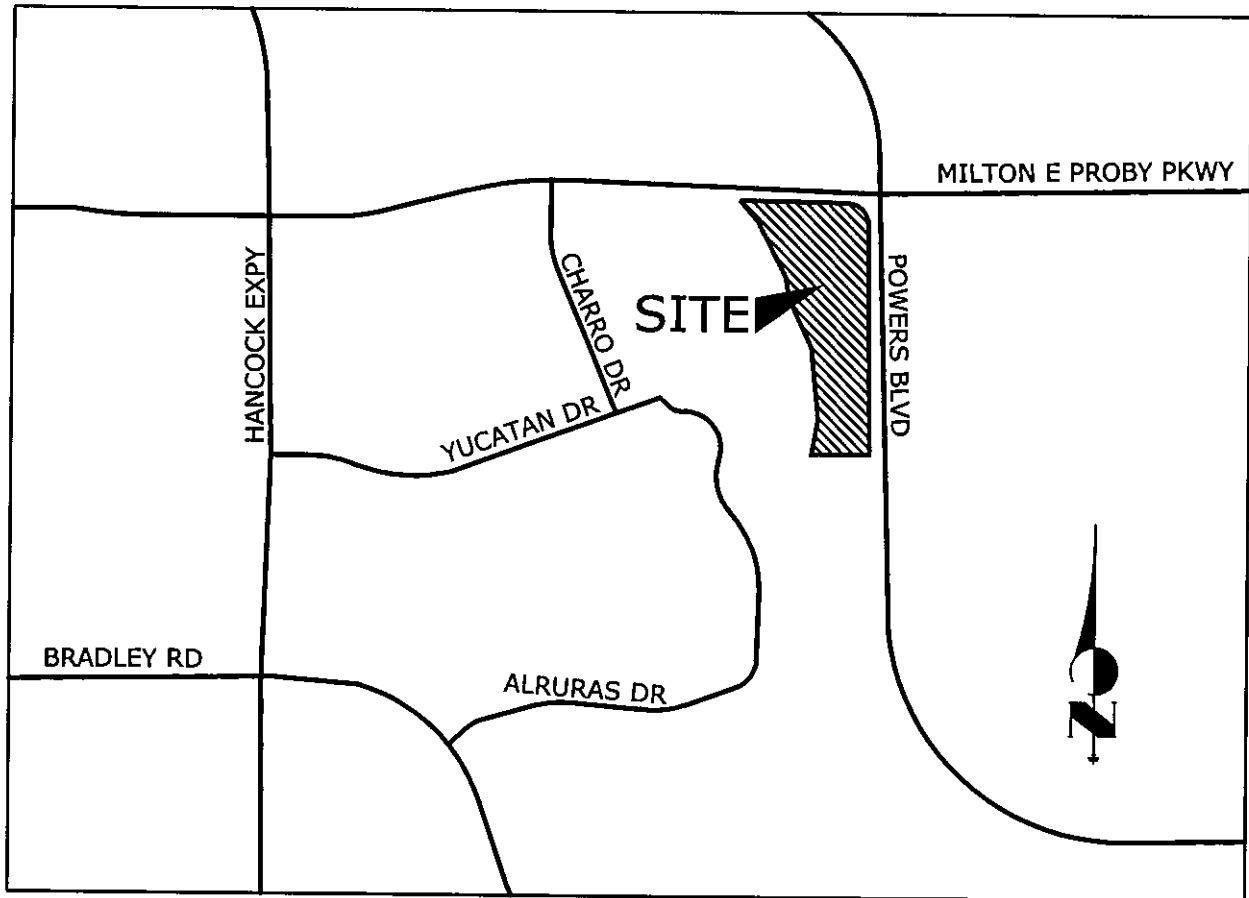 MILTON E PROBY PKWY
HANCOCK EXPY
CHARRO DR
SITE
POWERS BLVD
YUCATAN DR
BRADLEY RD
ALRURAS DR
N